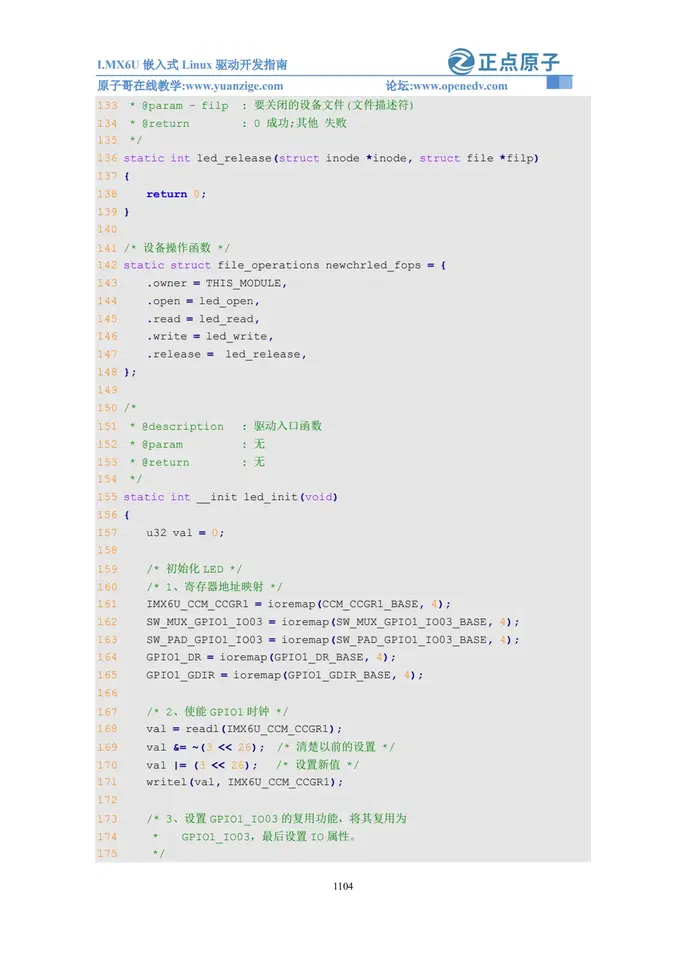 I.MX6U 嵌入式 Linux 驱动开发指南
正点原子
原子哥在线教学:www.yuanzige.com 论坛:www.openedv.com
133 * @param - filp : 要关闭的设备文件(文件描述符)
134 * @return : 0 成功;其他 失败
135 */
136 static int led_release(struct inode *inode, struct file *filp)
137 {
138 return 0;
139 }
140
141 /* 设备操作函数 */
142 static struct file_operations newchrled_fops = {
143 .owner = THIS_MODULE,
144 .open = led_open,
145 .read = led_read,
146 .write = led_write,
147 .release = led_release,
148 };
149
150 /*
151 * @description : 驱动入口函数
152 * @param : 无
153 * @return : 无
154 */
155 static int __init led_init(void)
156 {
157 u32 val = 0;
158
159 /* 初始化 LED */
160 /* 1、寄存器地址映射 */
161 IMX6U_CCM_CCGR1 = ioremap(CCM_CCGR1_BASE, 4);
162 SW_MUX_GPIO1_IO03 = ioremap(SW_MUX_GPIO1_IO03_BASE, 4);
163 SW_PAD_GPIO1_IO03 = ioremap(SW_PAD_GPIO1_IO03_BASE, 4);
164 GPIO1_DR = ioremap(GPIO1_DR_BASE, 4);
165 GPIO1_GDIR = ioremap(GPIO1_GDIR_BASE, 4);
166
167 /* 2、使能 GPIO1 时钟 */
168 val = readl(IMX6U_CCM_CCGR1);
169 val &= ~(3 << 26); /* 清楚以前的设置 */
170 val |= (3 << 26); /* 设置新值 */
171 writel(val, IMX6U_CCM_CCGR1);
172
173 /* 3、设置 GPIO1_IO03 的复用功能，将其复用为
174 * GPIO1_IO03，最后设置 IO 属性。
175 */
1104